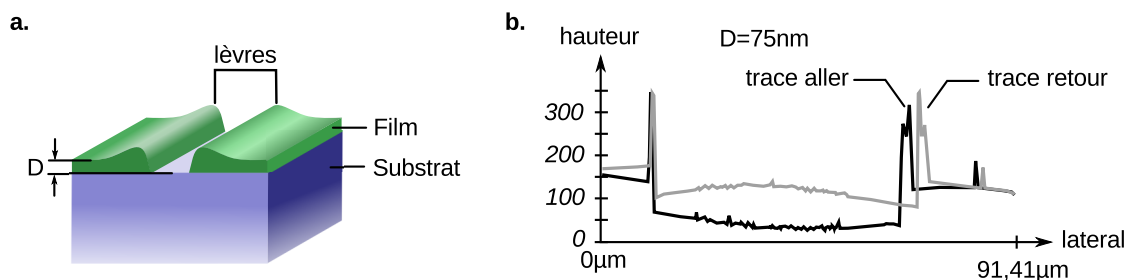 a.
lèvres
Film
Substrat
D
b.
hauteur
D=75nm
trace aller
trace retour
300
200
100
0
lateral
0µm
91,41µm